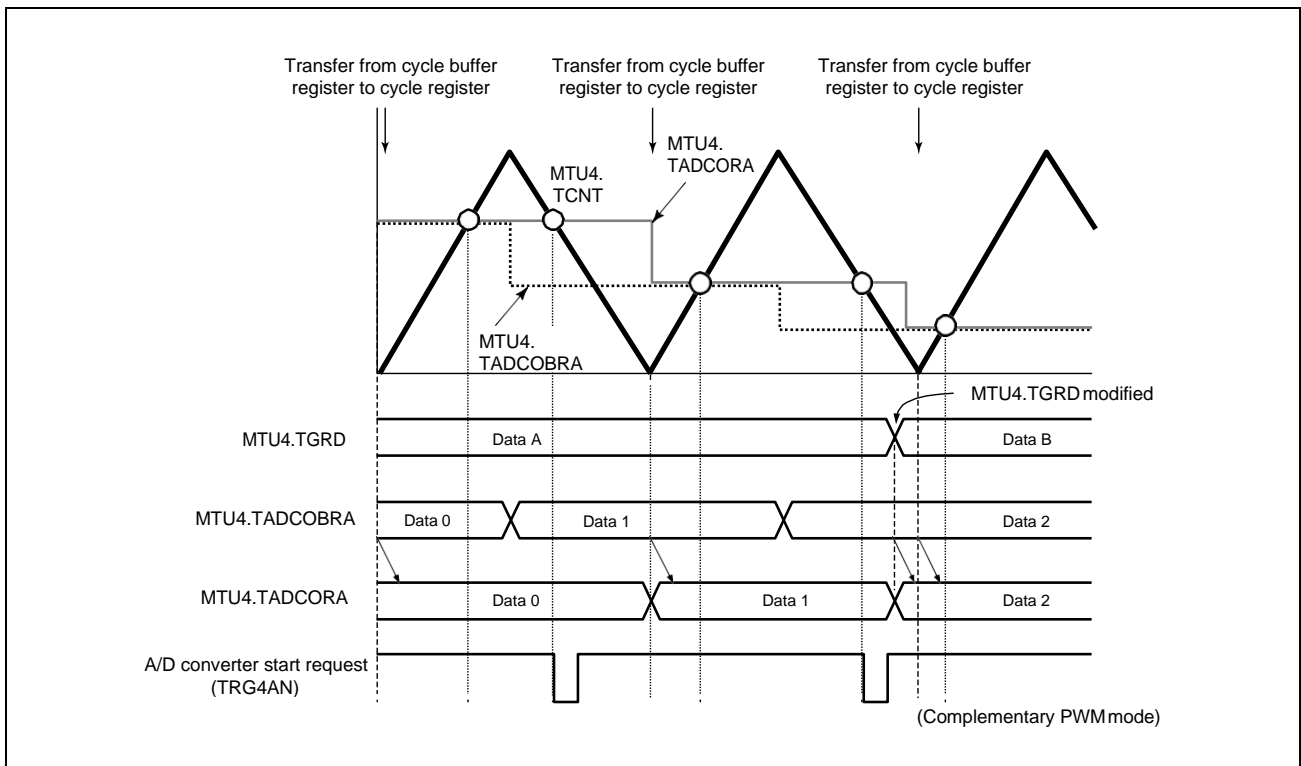 Transfer from cycle buffer
register to cycle register
Transfer from cycle buffer
register to cycle register
Transfer from cycle buffer
register to cycle register
MTU4.
TCNT
MTU4.
TADCORA
MTU4.
TADCOBRA
MTU4.TGRD modified
MTU4.TGRD
Data A
Data B
MTU4.TADCOBRA
Data 0
Data 1
Data 2
MTU4.TADCORA
Data 0
Data 1
Data 2
A/D converter start request
(TRG4AN)
(Complementary PWM mode)